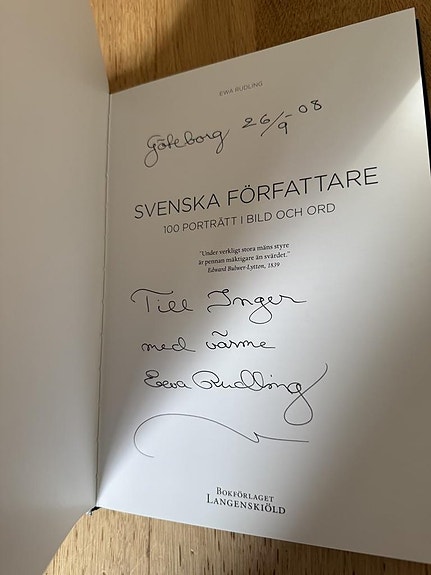 EWA RUDLING
Göteborg 26/9 -08
SVENSKA FÖRFATTARE
100 PORTRÄTT I BILD OCH ORD
"Under verkligt stora mäns styre
är pennan mäktigare än svärdet."
Edward Bulwer-Lytton, 1839
Till Inger
med värme
Ewa Rudling
BOKFÖRLAGET
LANGENSKIÖLD